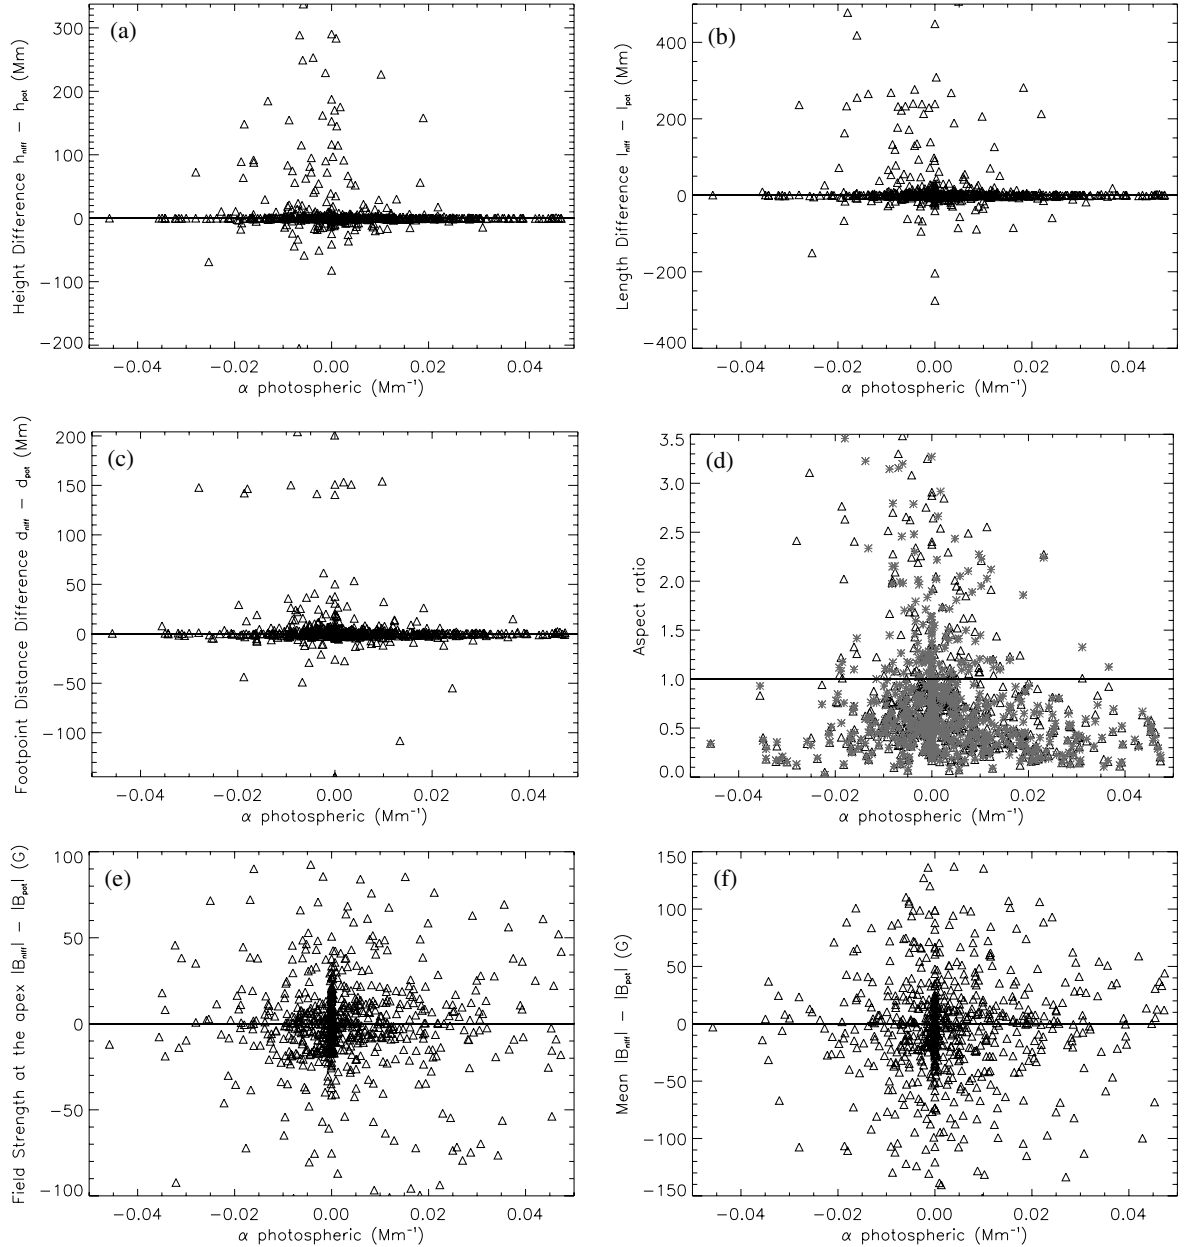 (a)
Height Difference h_nlff − h_pot (Mm)
300
200
100
0
−100
−200
−0.04 −0.02 0.00 0.02 0.04
α photospheric (Mm⁻¹)
(b)
Length Difference l_nlff − l_pot (Mm)
400
200
0
−200
−400
−0.04 −0.02 0.00 0.02 0.04
α photospheric (Mm⁻¹)
(c)
Footpoint Distance Difference d_nlff − d_pot (Mm)
200
150
100
50
0
−50
−100
−0.04 −0.02 0.00 0.02 0.04
α photospheric (Mm⁻¹)
(d)
Aspect ratio
3.5
3.0
2.5
2.0
1.5
1.0
0.5
0.0
−0.04 −0.02 0.00 0.02 0.04
α photospheric (Mm⁻¹)
(e)
Field Strength at the apex |B_nlff| − |B_pot| (G)
100
50
0
−50
−100
−0.04 −0.02 0.00 0.02 0.04
α photospheric (Mm⁻¹)
(f)
Mean |B_nlff| − |B_pot| (G)
150
100
50
0
−50
−100
−150
−0.04 −0.02 0.00 0.02 0.04
α photospheric (Mm⁻¹)